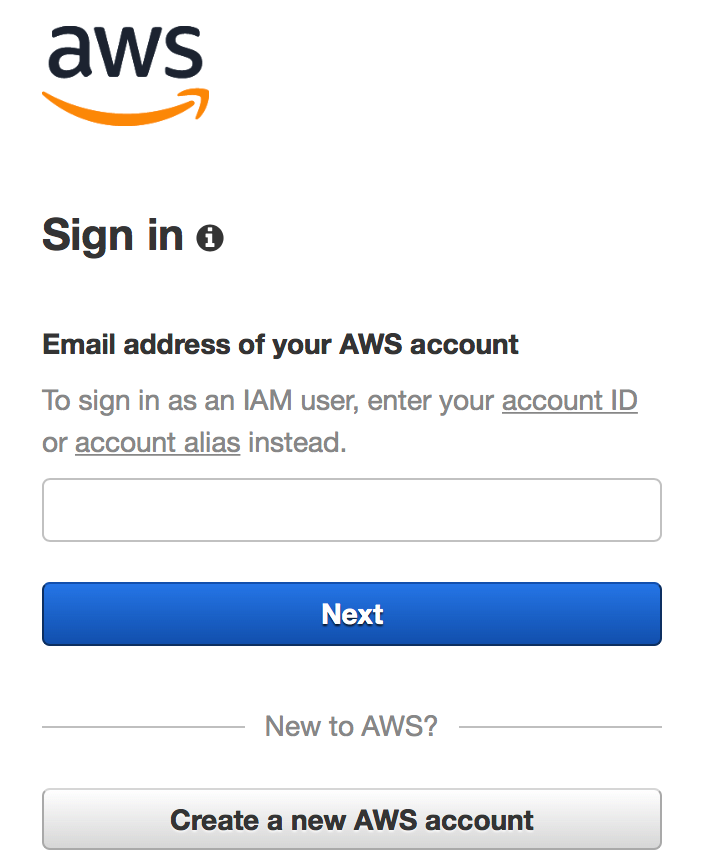 aws
Sign in
Email address of your AWS account
To sign in as an IAM user, enter your account ID
or account alias instead.
Next
New to AWS?
Create a new AWS account